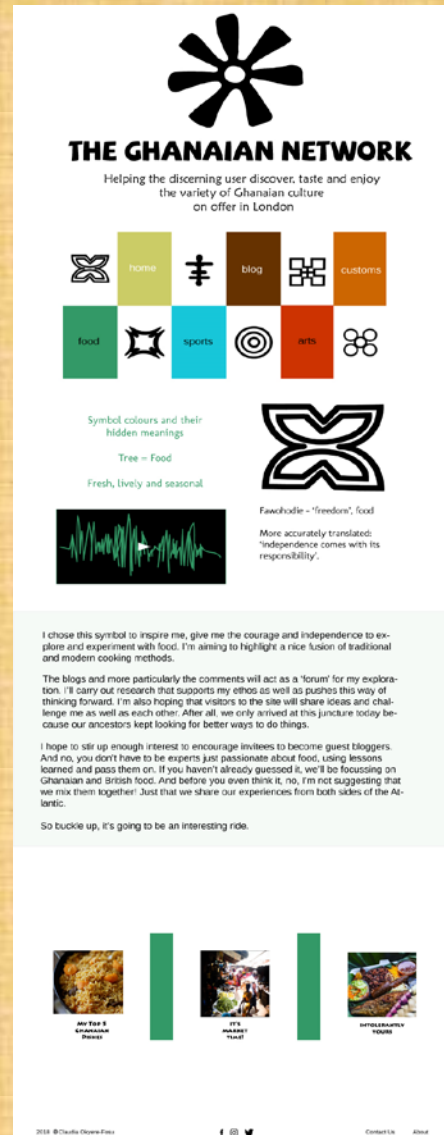 THE GHANAIAN NETWORK
Helping the discerning user discover, taste and enjoy
the variety of Ghanaian culture
on offer in London
home
blog
customs
food
sports
arts
Symbol colours and their
hidden meanings
Tree = Food
Fresh, lively and seasonal
Fawohodie – 'freedom', food
More accurately translated:
'independence comes with its
responsibility'.
I chose this symbol to inspire me, give me the courage and independence to ex-
plore and experiment with food. I'm aiming to highlight a nice fusion of traditional
and modern cooking methods.
The blogs and more particularly the comments will act as a 'forum' for my explora-
tion. I'll carry out research that supports my ethos as well as pushes this way of
thinking forward. I'm also hoping that visitors to the site will share ideas and chal-
lenge me as well as each other. After all, we only arrived at this juncture today be-
cause our ancestors kept looking for better ways to do things.
I hope to stir up enough interest to encourage invitees to become guest bloggers.
And no, you don't have to be experts just passionate about food, using lessons
learned and pass them on. If you haven't already guessed it, we'll be focussing on
Ghanaian and British food. And before you even think it, no, I'm not suggesting that
we mix them together! Just that we share our experiences from both sides of the At-
lantic.
So buckle up, it's going to be an interesting ride.
My Top 5
Ghanaian
Dishes
It's
Market
Time!
Intolerantly
Yours
2018 ©Claudia
Contact Us
About